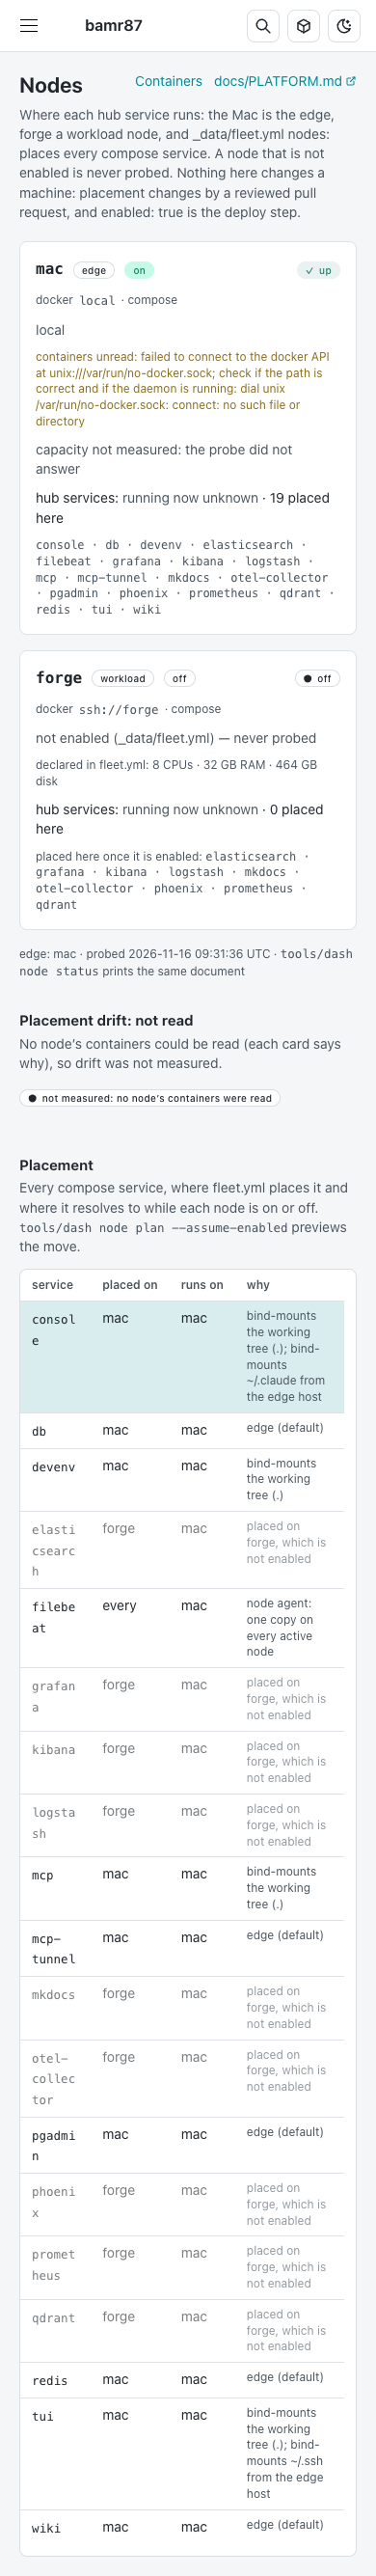 bamr87
Nodes
Containers docs/PLATFORM.md
Where each hub service runs: the Mac is the edge,
forge a workload node, and _data/fleet.yml nodes:
places every compose service. A node that is not
enabled is never probed. Nothing here changes a
machine: placement changes by a reviewed pull
request, and enabled: true is the deploy step.
mac edge on ✓ up
docker local · compose
local
containers unread: failed to connect to the docker API
at unix:///var/run/no-docker.sock; check if the path is
correct and if the daemon is running: dial unix
/var/run/no-docker.sock: connect: no such file or
directory
capacity not measured: the probe did not
answer
hub services: running now unknown · 19 placed
here
console · db · devenv · elasticsearch ·
filebeat · grafana · kibana · logstash ·
mcp · mcp-tunnel · mkdocs · otel-collector
· pgadmin · phoenix · prometheus · qdrant ·
redis · tui · wiki
forge workload off ● off
docker ssh://forge · compose
not enabled (_data/fleet.yml) — never probed
declared in fleet.yml: 8 CPUs · 32 GB RAM · 464 GB
disk
hub services: running now unknown · 0 placed
here
placed here once it is enabled: elasticsearch ·
grafana · kibana · logstash · mkdocs ·
otel-collector · phoenix · prometheus ·
qdrant
edge: mac · probed 2026-11-16 09:31:36 UTC · tools/dash
node status prints the same document
Placement drift: not read
No node's containers could be read (each card says
why), so drift was not measured.
● not measured: no node's containers were read
Placement
Every compose service, where fleet.yml places it and
where it resolves to while each node is on or off.
tools/dash node plan --assume-enabled previews
the move.
service placed on runs on why
consol mac mac bind-mounts
e the working
tree (.); bind-
mounts
~/.claude from
the edge host
db mac mac edge (default)
devenv mac mac bind-mounts
the working
tree (.)
elasti forge mac placed on
csearc forge, which is
h not enabled
filebe every mac node agent:
at one copy on
every active
node
grafan forge mac placed on
a forge, which is
not enabled
kibana forge mac placed on
forge, which is
not enabled
logsta forge mac placed on
sh forge, which is
not enabled
mcp mac mac bind-mounts
the working
tree (.)
mcp- mac mac edge (default)
tunnel
mkdocs forge mac placed on
forge, which is
not enabled
otel- forge mac placed on
collec forge, which is
tor not enabled
pgadmi mac mac edge (default)
n
phoeni forge mac placed on
x forge, which is
not enabled
promet forge mac placed on
heus forge, which is
not enabled
qdrant forge mac placed on
forge, which is
not enabled
redis mac mac edge (default)
tui mac mac bind-mounts
the working
tree (.); bind-
mounts ~/.ssh
from the edge
host
wiki mac mac edge (default)